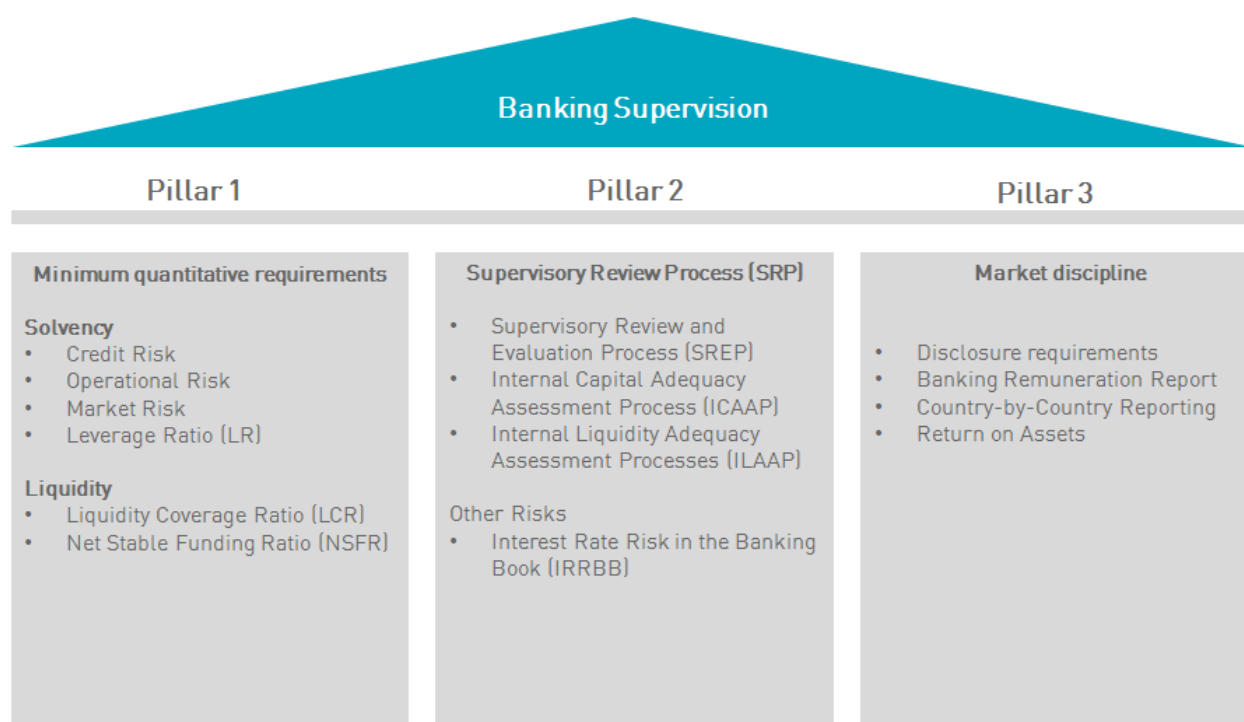 Banking Supervision
Pillar 1
Pillar 2
Pillar 3
Minimum quantitative requirements
Solvency
• Credit Risk
• Operational Risk
• Market Risk
• Leverage Ratio (LR)
Liquidity
• Liquidity Coverage Ratio (LCR)
• Net Stable Funding Ratio (NSFR)
Supervisory Review Process (SRP)
• Supervisory Review and
Evaluation Process (SREP)
• Internal Capital Adequacy
Assessment Process (ICAAP)
• Internal Liquidity Adequacy
Assessment Processes (ILAAP)
Other Risks
• Interest Rate Risk in the Banking
Book (IRRBB)
Market discipline
• Disclosure requirements
• Banking Remuneration Report
• Country-by-Country Reporting
• Return on Assets